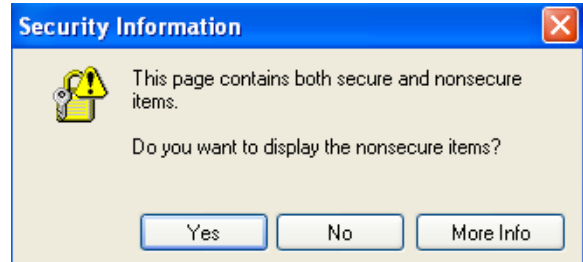 Security Information
This page contains both secure and nonsecure
items.
Do you want to display the nonsecure items?
Yes No More Info